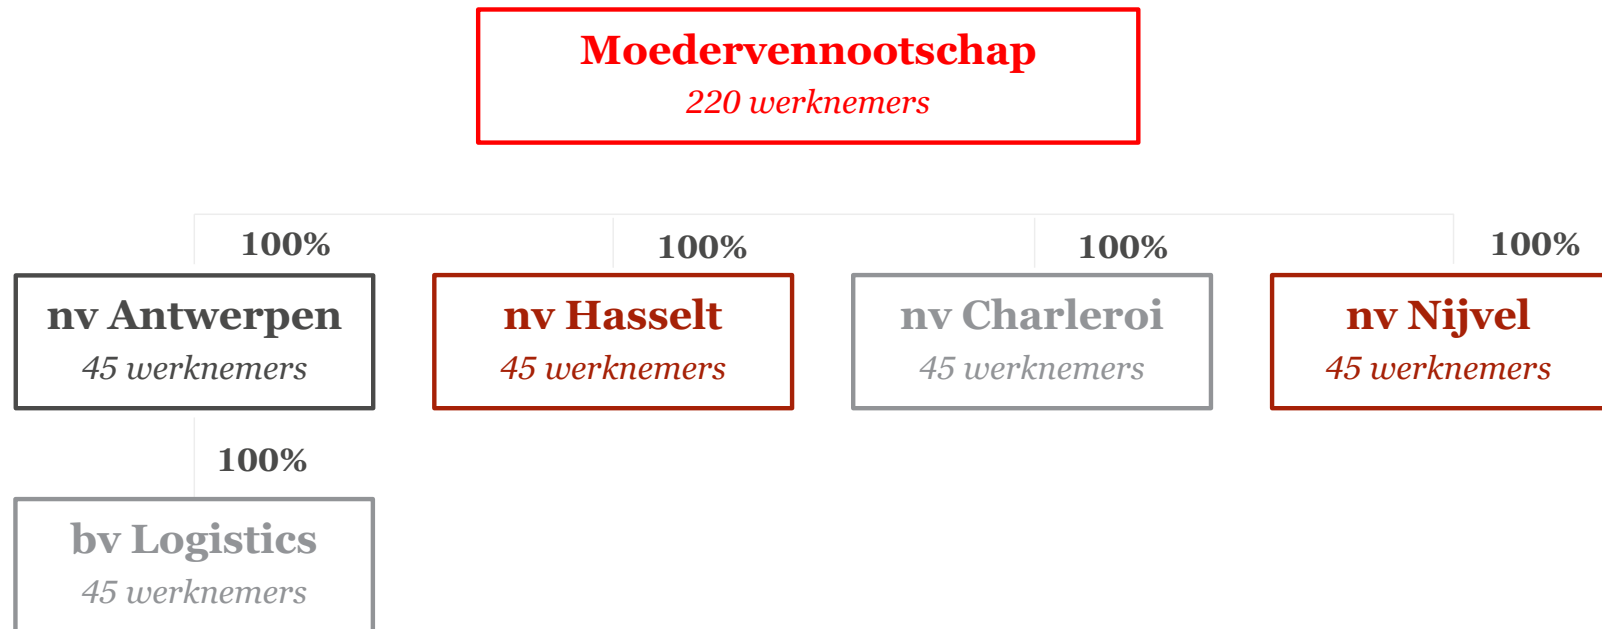 Moedervennootschap
220 werknemers
100%
100%
100%
100%
nv Antwerpen
45 werknemers
nv Hasselt
45 werknemers
nv Charleroi
45 werknemers
nv Nijvel
45 werknemers
100%
bv Logistics
45 werknemers